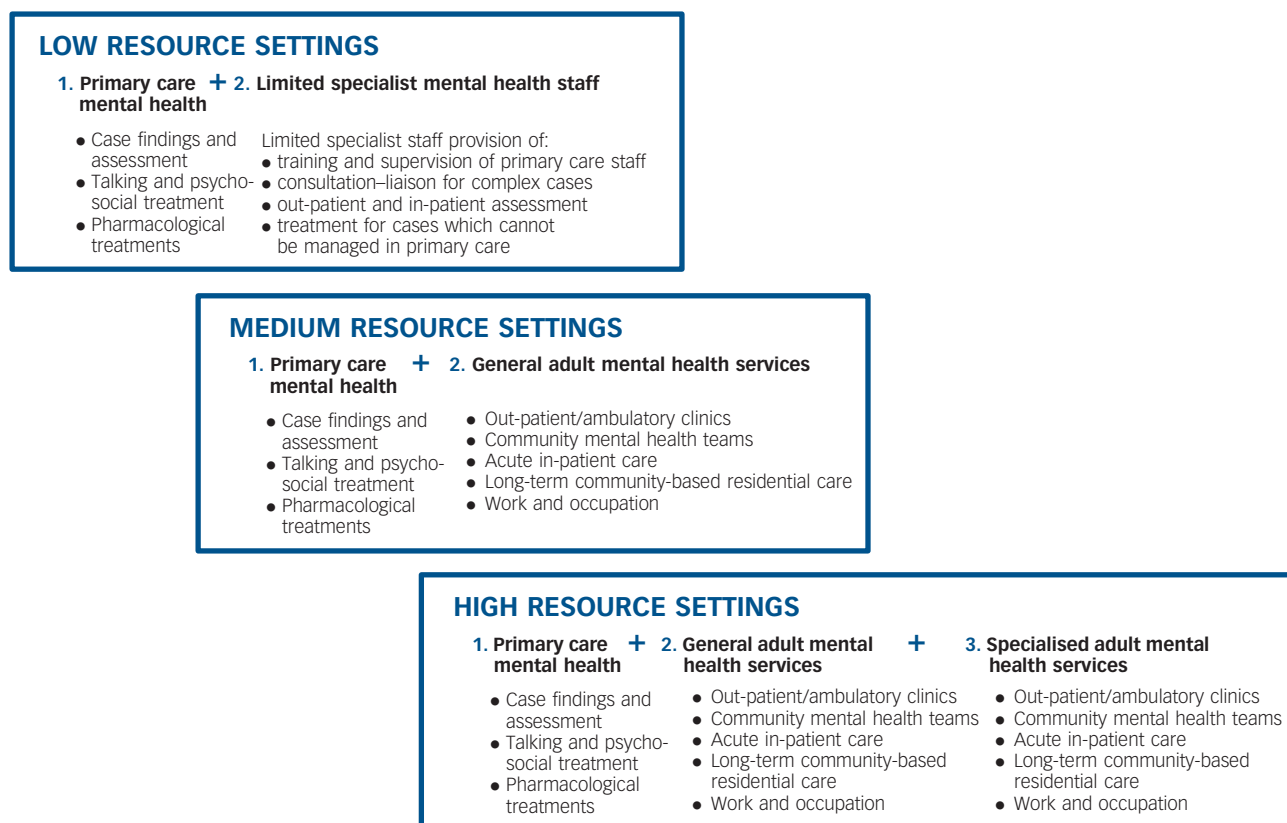 LOW RESOURCE SETTINGS
1. Primary care + 2. Limited specialist mental health staff
mental health
● Case findings and
assessment
● Talking and psycho-
social treatment
● Pharmacological
treatments
Limited specialist staff provision of:
● training and supervision of primary care staff
● consultation–liaison for complex cases
● out-patient and in-patient assessment
● treatment for cases which cannot
be managed in primary care
MEDIUM RESOURCE SETTINGS
1. Primary care + 2. General adult mental health services
mental health
● Case findings and
assessment
● Talking and psycho-
social treatment
● Pharmacological
treatments
● Out-patient/ambulatory clinics
● Community mental health teams
● Acute in-patient care
● Long-term community-based residential care
● Work and occupation
HIGH RESOURCE SETTINGS
1. Primary care + 2. General adult mental + 3. Specialised adult mental
mental health health services health services
● Case findings and
assessment
● Talking and psycho-
social treatment
● Pharmacological
treatments
● Out-patient/ambulatory clinics
● Community mental health teams
● Acute in-patient care
● Long-term community-based
residential care
● Work and occupation
● Out-patient/ambulatory clinics
● Community mental health teams
● Acute in-patient care
● Long-term community-based
residential care
● Work and occupation